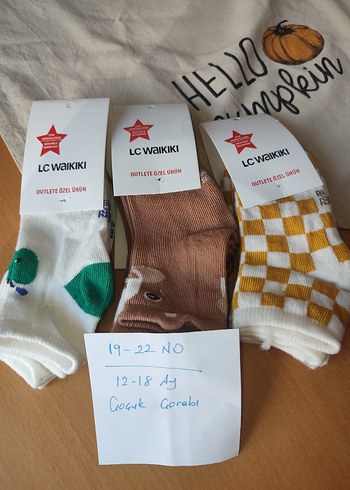 HELLO
pumpkin
LC WAIKIKI
OUTLETE ÖZEL ÜRÜN
LC WAIKIKI
OUTLETE ÖZEL ÜRÜN
LC WAIKIKI
OUTLETE ÖZEL ÜRÜN
19-22 NO
12-18 Ay
Çocuk Çorabı